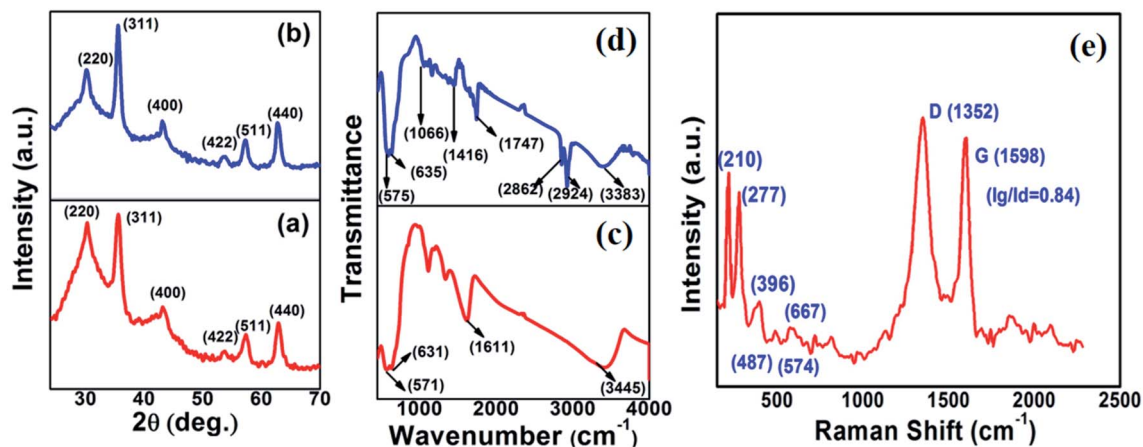 (b)
(311)
(220)
(400)
(422)
(511)
(440)
(a)
(220)
(311)
(400)
(422)
(511)
(440)
20 30 40 50 60 70
2θ (deg.)
Intensity (a.u.)
(d)
(1066)
(1416)
(1747)
(635)
(575)
(2862)
(2924)
(3383)
(c)
(631)
(571)
(1611)
(3445)
1000 2000 3000 4000
Wavenumber (cm-1)
Transmittance
(e)
D (1352)
G (1598)
(Ig/Id=0.84)
(210)
(277)
(396)
(667)
(487)
(574)
500 1000 1500 2000 2500
Raman Shift (cm-1)
Intensity (a.u.)